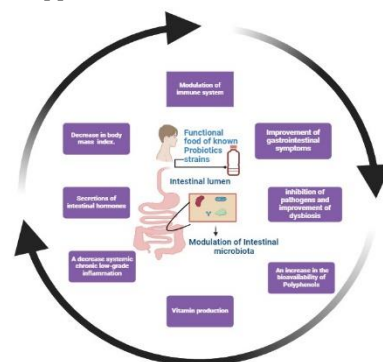 Modulation of
immune system
Decrease in body
mass index.
Functional
food of known
Probiotics
strains
Improvement of
gastrointestinal
symptoms
Intestinal lumen
Secretions of
intestinal hormones
inhibition of
pathogens and
improvement of
dysbiosis
Modulation of Intestinal
microbiota
A decrease systemic
chronic low-grade
inflammation
An increase in the
bioavailability of
Polyphenols
Vitamin production